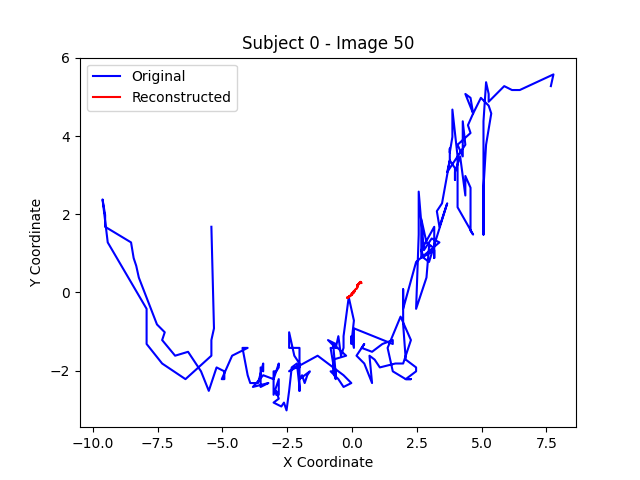 Subject 0 - Image 50
Original
Reconstructed
6
4
2
0
−2
Y Coordinate
−10.0 −7.5 −5.0 −2.5 0.0 2.5 5.0 7.5
X Coordinate